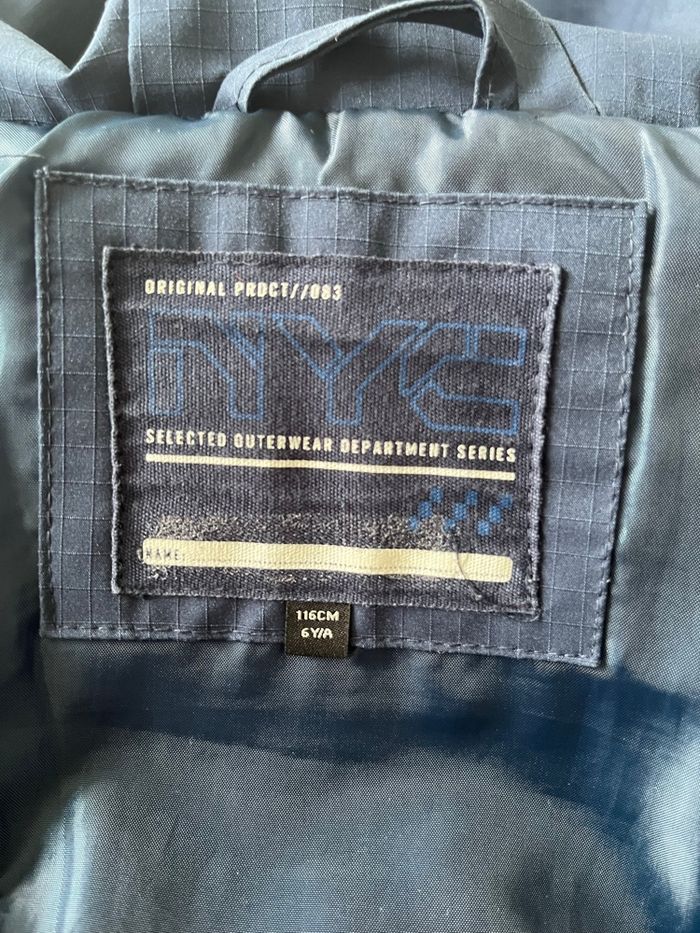 ORIGINAL PRDCT//083
NYC
SELECTED OUTERWEAR DEPARTMENT SERIES
NAME:
116CM
6Y/A